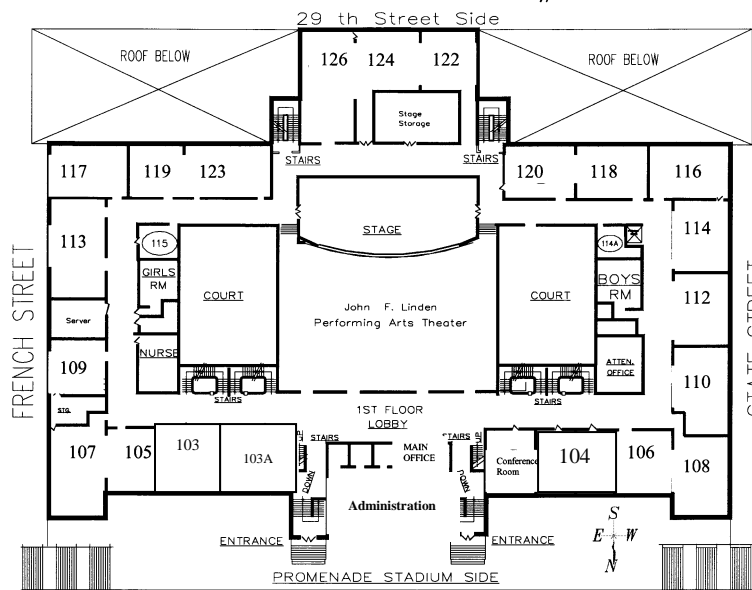 29 th Street Side
ROOF BELOW
126
124
122
ROOF BELOW
Stage
Storage
STAIRS
STAIRS
117
119
123
120
118
116
113
115
STAGE
114A
114
GIRLS
RM
COURT
COURT
BOYS
RM
112
FRENCH STREET
Server
John F. Linden
Performing Arts Theater
NURSE
109
ATTEN.
OFFICE
110
STG
STAIRS
STAIRS
1ST FLOOR
LOBBY
107
105
103
103A
STAIRS
UP
DOWN
MAIN
OFFICE
STAIRS
UP
DOWN
Conference
Room
104
106
108
Administration
ENTRANCE
ENTRANCE
S
E W
N
PROMENADE STADIUM SIDE